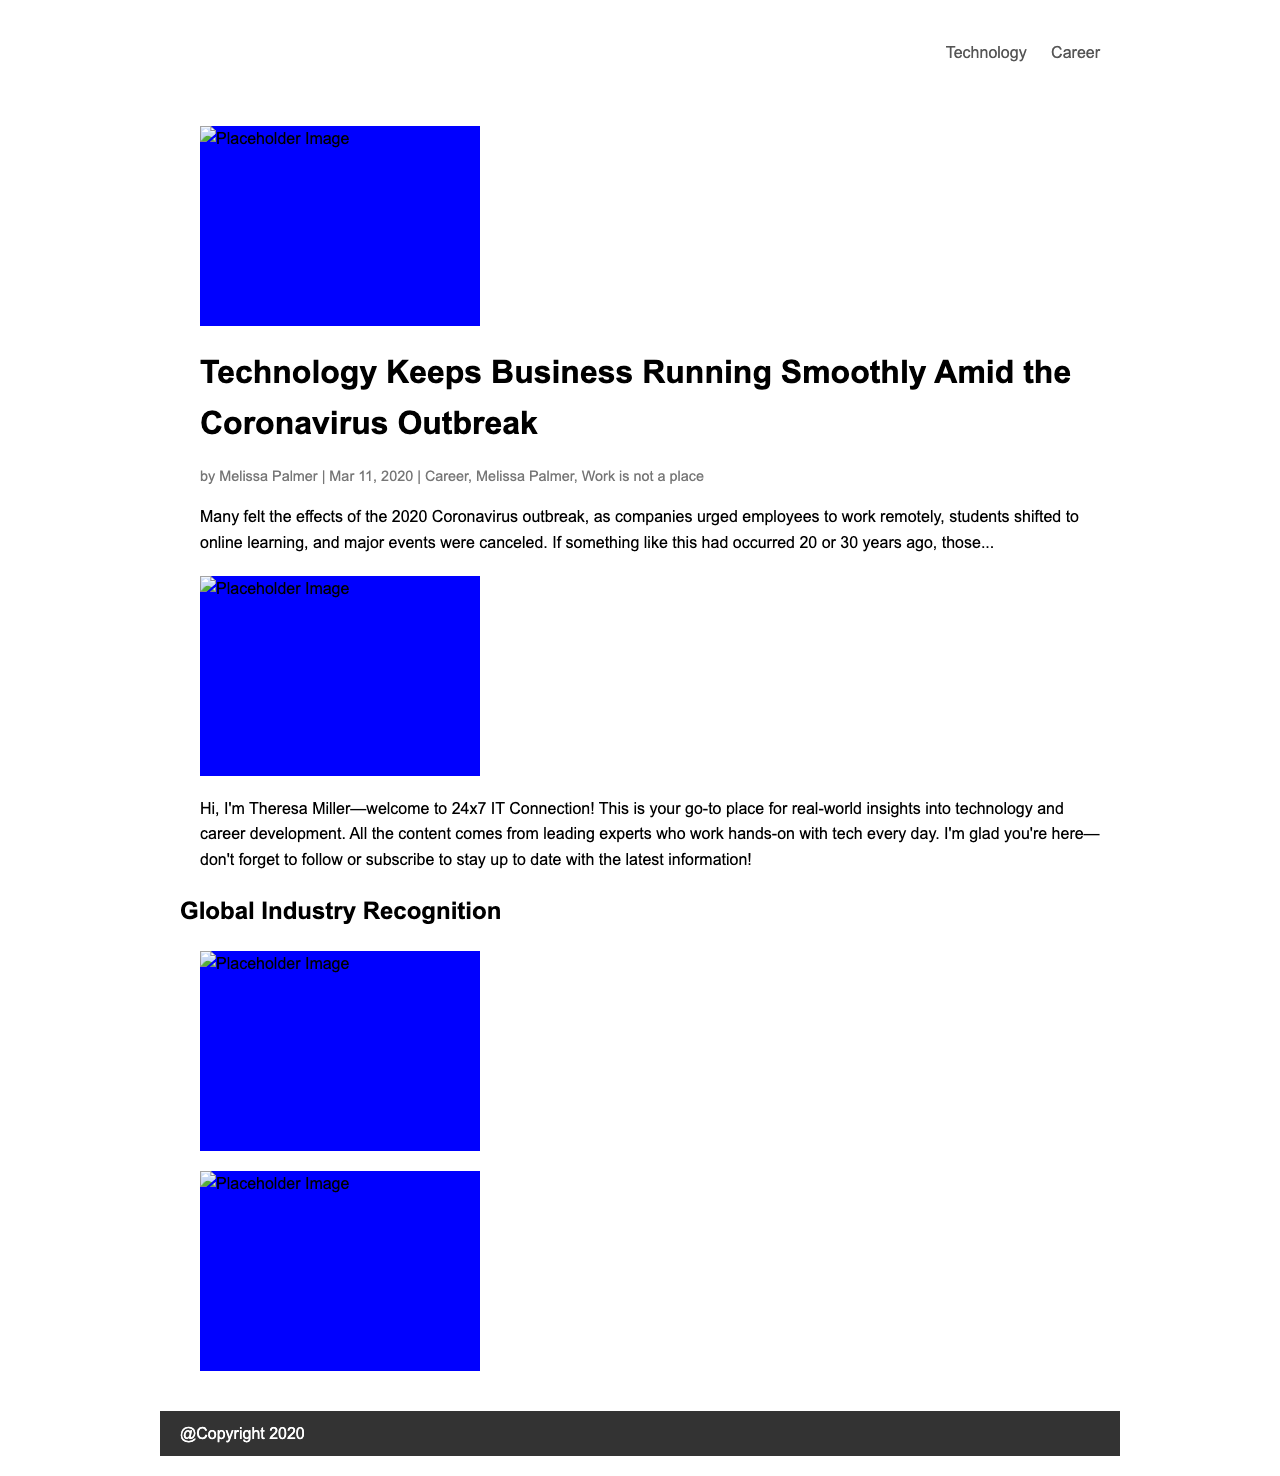 Technology Career
Placeholder Image
Technology Keeps Business Running Smoothly Amid the
Coronavirus Outbreak
by Melissa Palmer | Mar 11, 2020 | Career, Melissa Palmer, Work is not a place
Many felt the effects of the 2020 Coronavirus outbreak, as companies urged employees to work remotely, students shifted to
online learning, and major events were canceled. If something like this had occurred 20 or 30 years ago, those...
Placeholder Image
Hi, I'm Theresa Miller—welcome to 24x7 IT Connection! This is your go-to place for real-world insights into technology and
career development. All the content comes from leading experts who work hands-on with tech every day. I'm glad you're here—
don't forget to follow or subscribe to stay up to date with the latest information!
Global Industry Recognition
Placeholder Image
Placeholder Image
@Copyright 2020